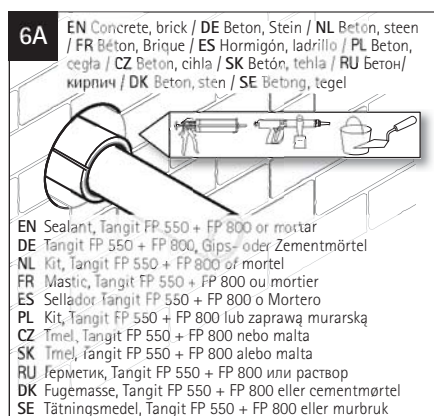 6A
EN Concrete, brick / DE Beton, Stein / NL Beton, steen
/ FR Béton, Brique / ES Hormigón, ladrillo / PL Beton,
cegła / CZ Beton, cihla / SK Betón, tehla / RU Бетон/
кирпич / DK Beton, sten / SE Betong, tegel
EN Sealant, Tangit FP 550 + FP 800 or mortar
DE Tangit FP 550 + FP 800, Gips- oder Zementmörtel
NL Kit, Tangit FP 550 + FP 800 of mortel
FR Mastic, Tangit FP 550 + FP 800 ou mortier
ES Sellador Tangit FP 550 + FP 800 o Mortero
PL Kit, Tangit FP 550 + FP 800 lub zaprawą murarską
CZ Tmel, Tangit FP 550 + FP 800 nebo malta
SK Tmel, Tangit FP 550 + FP 800 alebo malta
RU Герметик, Tangit FP 550 + FP 800 или раствор
DK Fugemasse, Tangit FP 550 + FP 800 eller cementmørtel
SE Tätningsmedel, Tangit FP 550 + FP 800 eller murbruk